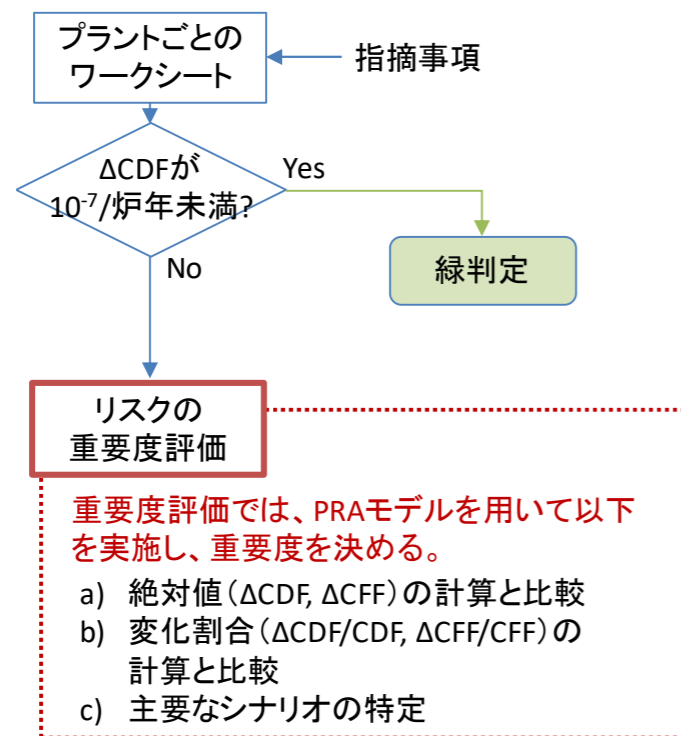 プラントごとの
ワークシート
指摘事項
ΔCDFが
10⁻⁷/炉年未満?
Yes
緑判定
No
リスクの
重要度評価
重要度評価では、PRAモデルを用いて以下
を実施し、重要度を決める。
a) 絶対値(ΔCDF, ΔCFF)の計算と比較
b) 変化割合(ΔCDF/CDF, ΔCFF/CFF)の
計算と比較
c) 主要なシナリオの特定